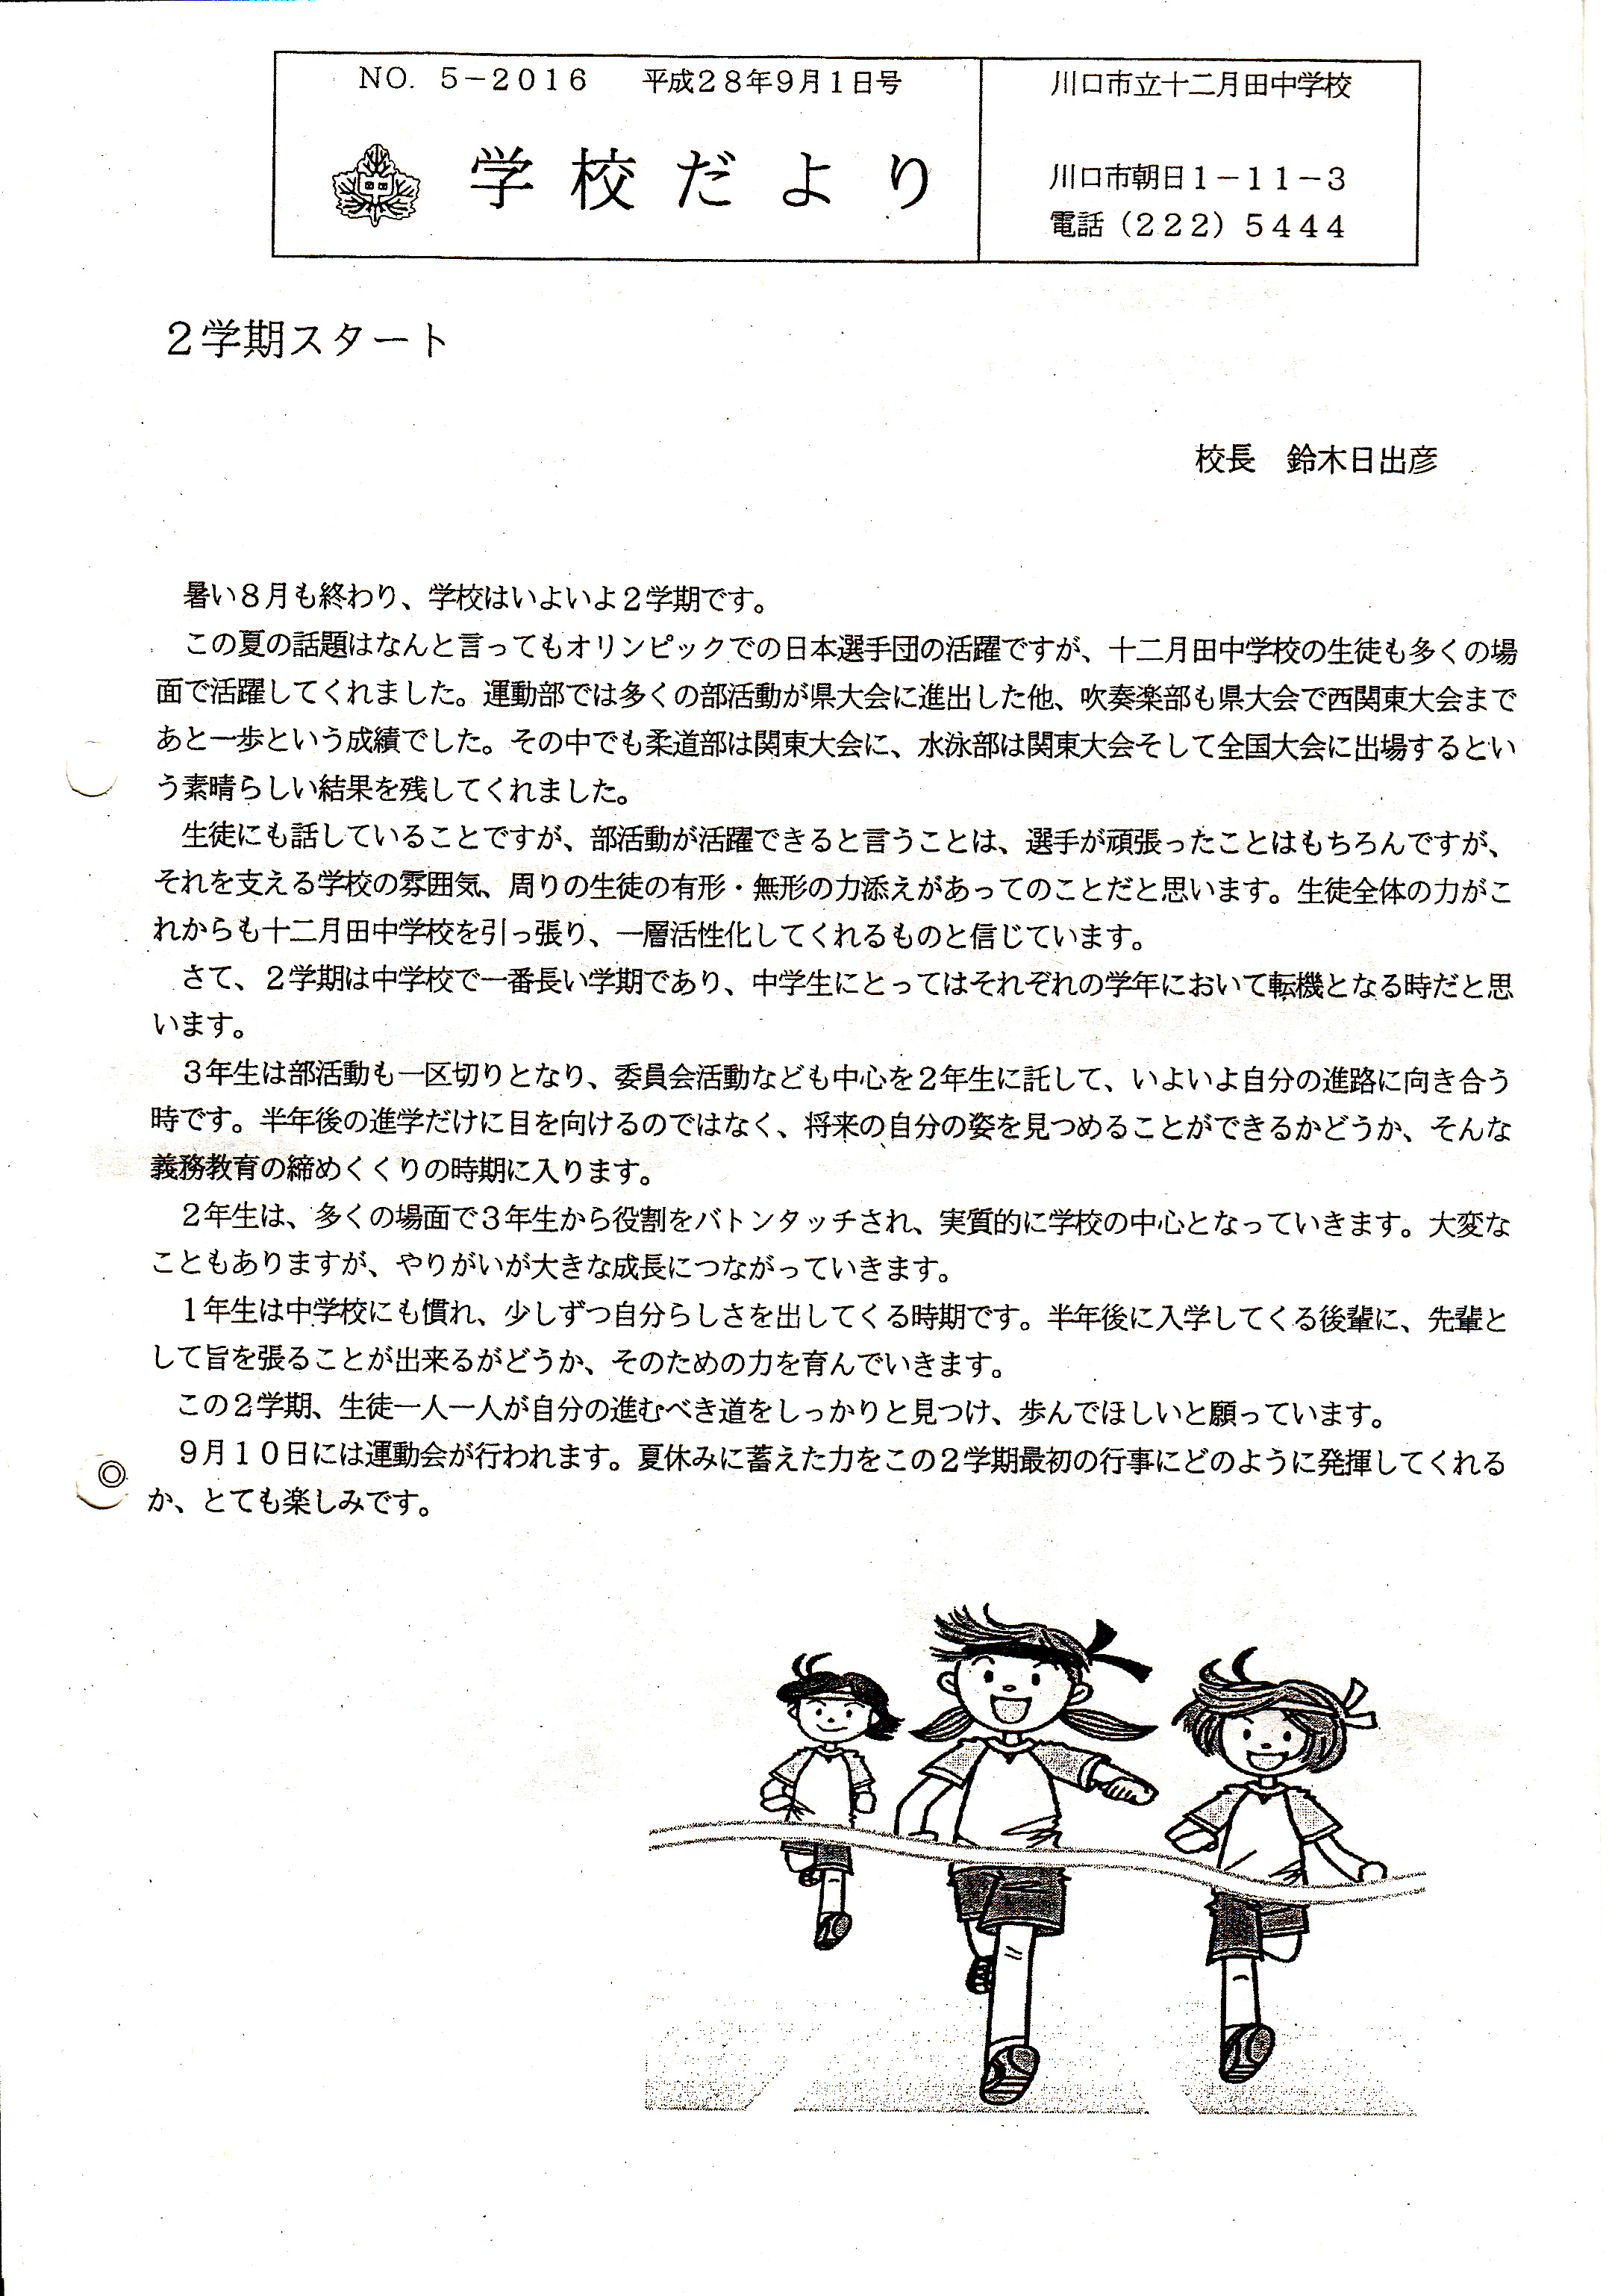 NO. 5-2016　平成28年9月1日号
学校だより
川口市立十二月田中学校
川口市朝日1-11-3
電話（222）5444
2学期スタート
校長　鈴木日出彦
暑い8月も終わり、学校はいよいよ2学期です。
この夏の話題はなんと言ってもオリンピックでの日本選手団の活躍ですが、十二月田中学校の生徒も多くの場
面で活躍してくれました。運動部では多くの部活動が県大会に進出した他、吹奏楽部も県大会で西関東大会まで
あと一歩という成績でした。その中でも柔道部は関東大会に、水泳部は関東大会そして全国大会に出場するとい
う素晴らしい結果を残してくれました。
生徒にも話していることですが、部活動が活躍できると言うことは、選手が頑張ったことはもちろんですが、
それを支える学校の雰囲気、周りの生徒の有形・無形の力添えがあってのことだと思います。生徒全体の力がこ
れからも十二月田中学校を引っ張り、一層活性化してくれるものと信じています。
さて、2学期は中学校で一番長い学期であり、中学生にとってはそれぞれの学年において転機となる時だと思
います。
3年生は部活動も一区切りとなり、委員会活動なども中心を2年生に託して、いよいよ自分の進路に向き合う
時です。半年後の進学だけに目を向けるのではなく、将来の自分の姿を見つめることができるかどうか、そんな
義務教育の締めくくりの時期に入ります。
2年生は、多くの場面で3年生から役割をバトンタッチされ、実質的に学校の中心となっていきます。大変な
こともありますが、やりがいが大きな成長につながっていきます。
1年生は中学校にも慣れ、少しずつ自分らしさを出してくる時期です。半年後に入学してくる後輩に、先輩と
して旨を張ることが出来るがどうか、そのための力を育んでいきます。
この2学期、生徒一人一人が自分の進むべき道をしっかりと見つけ、歩んでほしいと願っています。
9月10日には運動会が行われます。夏休みに蓄えた力をこの2学期最初の行事にどのように発揮してくれる
か、とても楽しみです。